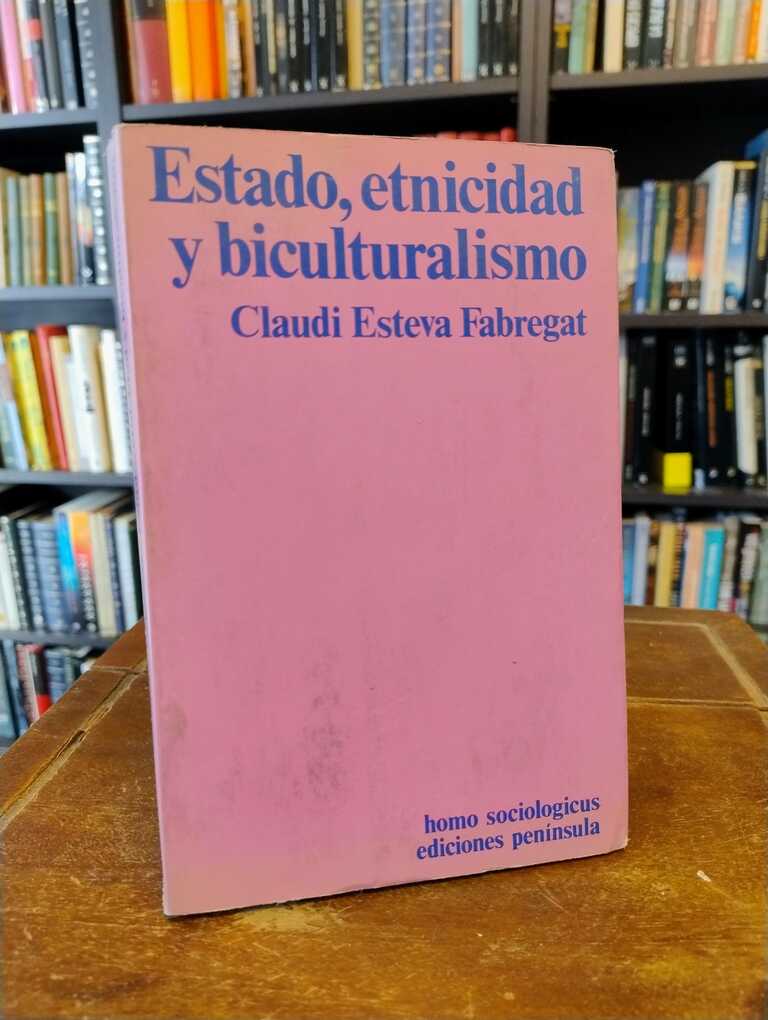 Estado, etnicidad
y biculturalismo
Claudi Esteva Fabregat
homo sociologicus
ediciones península